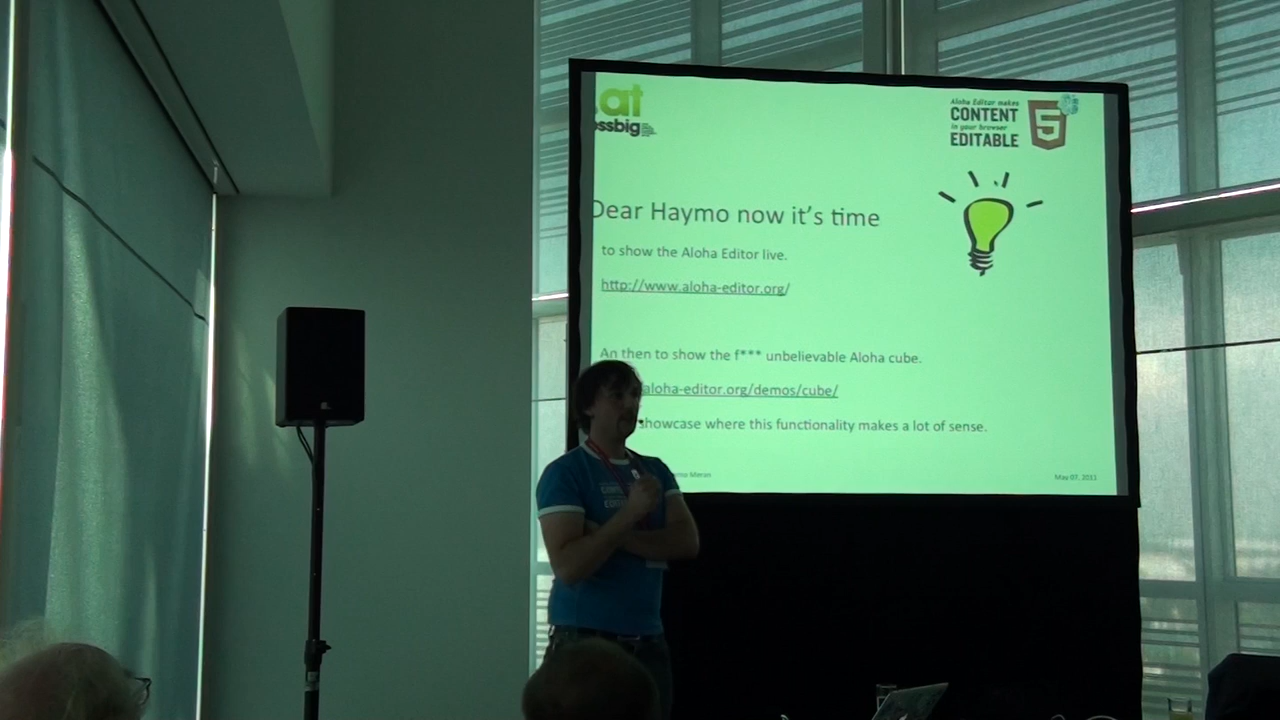 at
ssbig
Aloha Editor makes
CONTENT
in your browser
EDITABLE
5
Dear Haymo now it's time
to show the Aloha Editor live.
http://www.aloha-editor.org/
An then to show the f*** unbelievable Aloha cube.
aloha-editor.org/demos/cube/
showcase where this functionality makes a lot of sense.
Meran
May 07, 2011